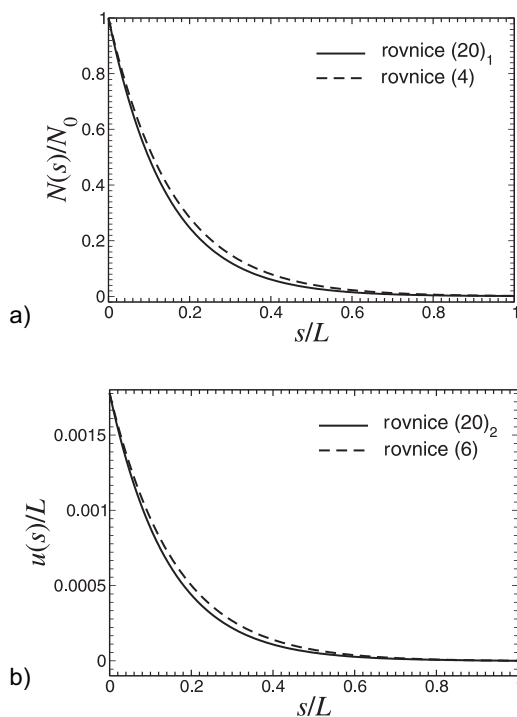 1
0.8
0.6
0.4
0.2
0
N(s)/N₀
rovnice (20)₁
rovnice (4)
0 0.2 0.4 0.6 0.8 1
s/L
a)
0.0015
0.001
0.0005
0
u(s)/L
rovnice (20)₂
rovnice (6)
0 0.2 0.4 0.6 0.8
s/L
b)